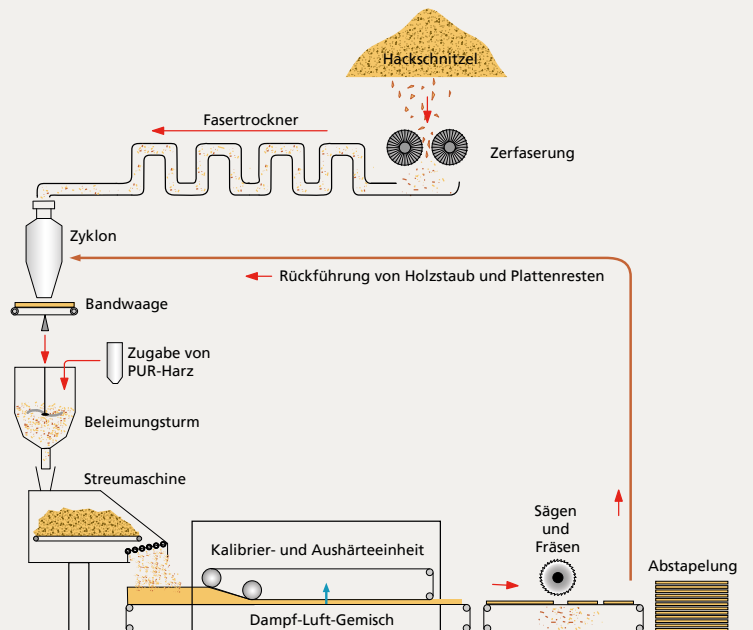 Hackschnitzel
Fasertrockner
Zerfaserung
Zyklon
Rückführung von Holzstaub und Plattenresten
Bandwaage
Zugabe von
PUR-Harz
Beleimungsturm
Streumaschine
Kalibrier- und Aushärteeinheit
Dampf-Luft-Gemisch
Sägen
und
Fräsen
Abstapelung